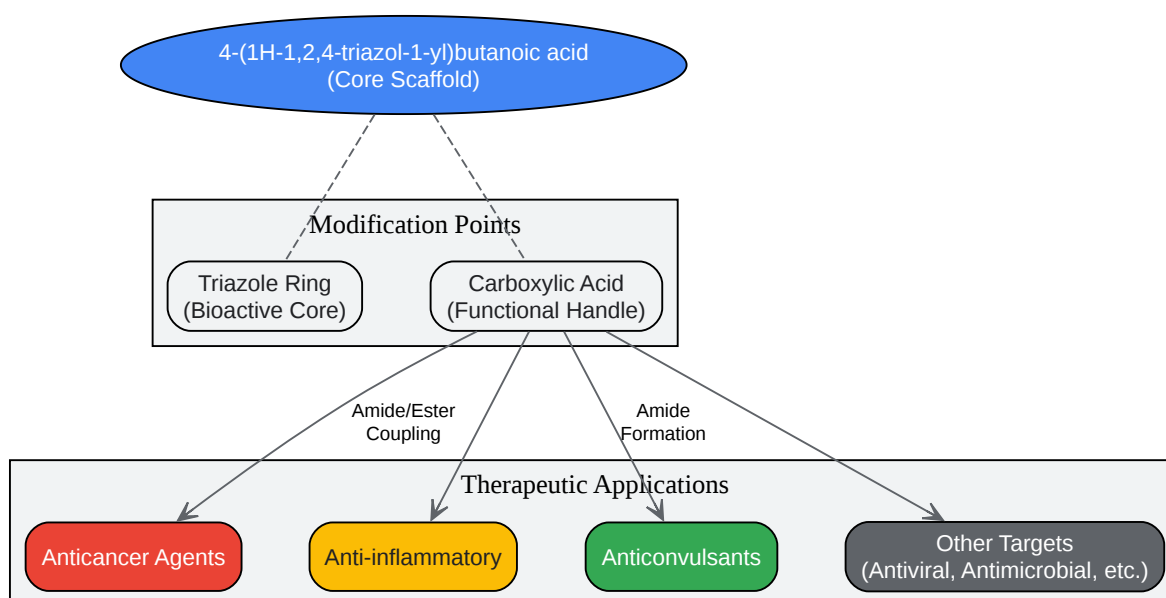 4-(1H-1,2,4-triazol-1-yl)butanoic acid
(Core Scaffold)
Modification Points
Triazole Ring
(Bioactive Core)
Carboxylic Acid
(Functional Handle)
Amide/Ester
Coupling
Amide
Formation
Therapeutic Applications
Anticancer Agents
Anti-inflammatory
Anticonvulsants
Other Targets
(Antiviral, Antimicrobial, etc.)